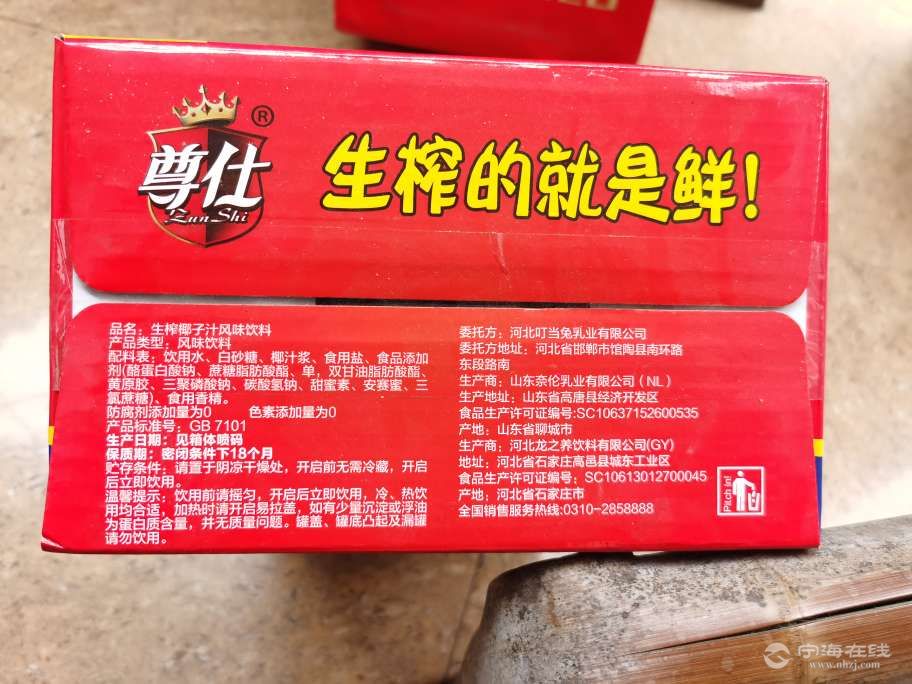 尊仕
Zun Shi
®
生榨的就是鲜!
品名：生榨椰子汁风味饮料
产品类型：风味饮料
配料表：饮用水、白砂糖、椰汁浆、食用盐、食品添加
剂(酪蛋白酸钠、蔗糖脂肪酸酯、单，双甘油脂肪酸酯、
黄原胶、三聚磷酸钠、碳酸氢钠、甜蜜素、安赛蜜、三
氯蔗糖)、食用香精。
防腐剂添加量为0 色素添加量为0
产品标准号：GB 7101
生产日期：见箱体喷码
保质期：密闭条件下18个月
贮存条件：请置于阴凉干燥处，开启前无需冷藏，开启
后立即饮用。
温馨提示：饮用前请摇匀，开启后立即饮用，冷、热饮
用均合适，加热时请开启易拉盖，如有少量沉淀或浮油
为蛋白质含量，并无质量问题。罐盖、罐底凸起及漏罐
请勿饮用。
委托方：河北叮当兔乳业有限公司
委托方地址：河北省邯郸市馆陶县南环路
东段路南
生产商：山东奈伦乳业有限公司（NL）
生产地址：山东省高唐县经济开发区
食品生产许可证编号:SC10637152600535
产地：山东省聊城市
生产商：河北龙之养饮料有限公司(GY)
地址：河北省石家庄高邑县城东工业区
食品生产许可证编号：SC10613012700045
产地：河北省石家庄市
全国销售服务热线:0310-2858888
Pitch in!
宁海在线
www.nhzj.com